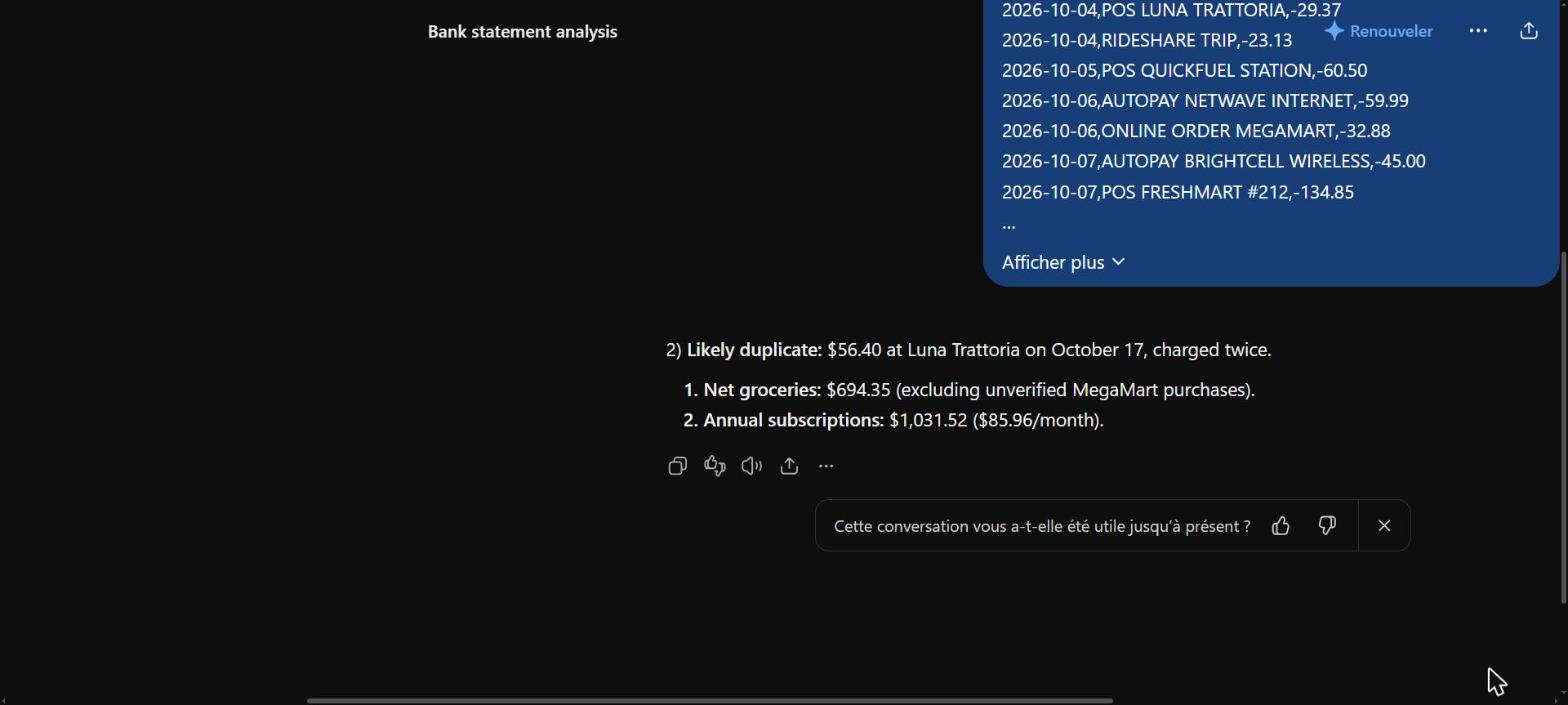 Bank statement analysis
2026-10-04,POS LUNA TRATTORIA,-29.37
Renouveler
2026-10-04,RIDESHARE TRIP,-23.13
2026-10-05,POS QUICKFUEL STATION,-60.50
2026-10-06,AUTOPAY NETWAVE INTERNET,-59.99
2026-10-06,ONLINE ORDER MEGAMART,-32.88
2026-10-07,AUTOPAY BRIGHTCELL WIRELESS,-45.00
2026-10-07,POS FRESHMART #212,-134.85
...
Afficher plus
2) Likely duplicate: $56.40 at Luna Trattoria on October 17, charged twice.
1. Net groceries: $694.35 (excluding unverified MegaMart purchases).
2. Annual subscriptions: $1,031.52 ($85.96/month).
Cette conversation vous a-t-elle été utile jusqu'à présent ?